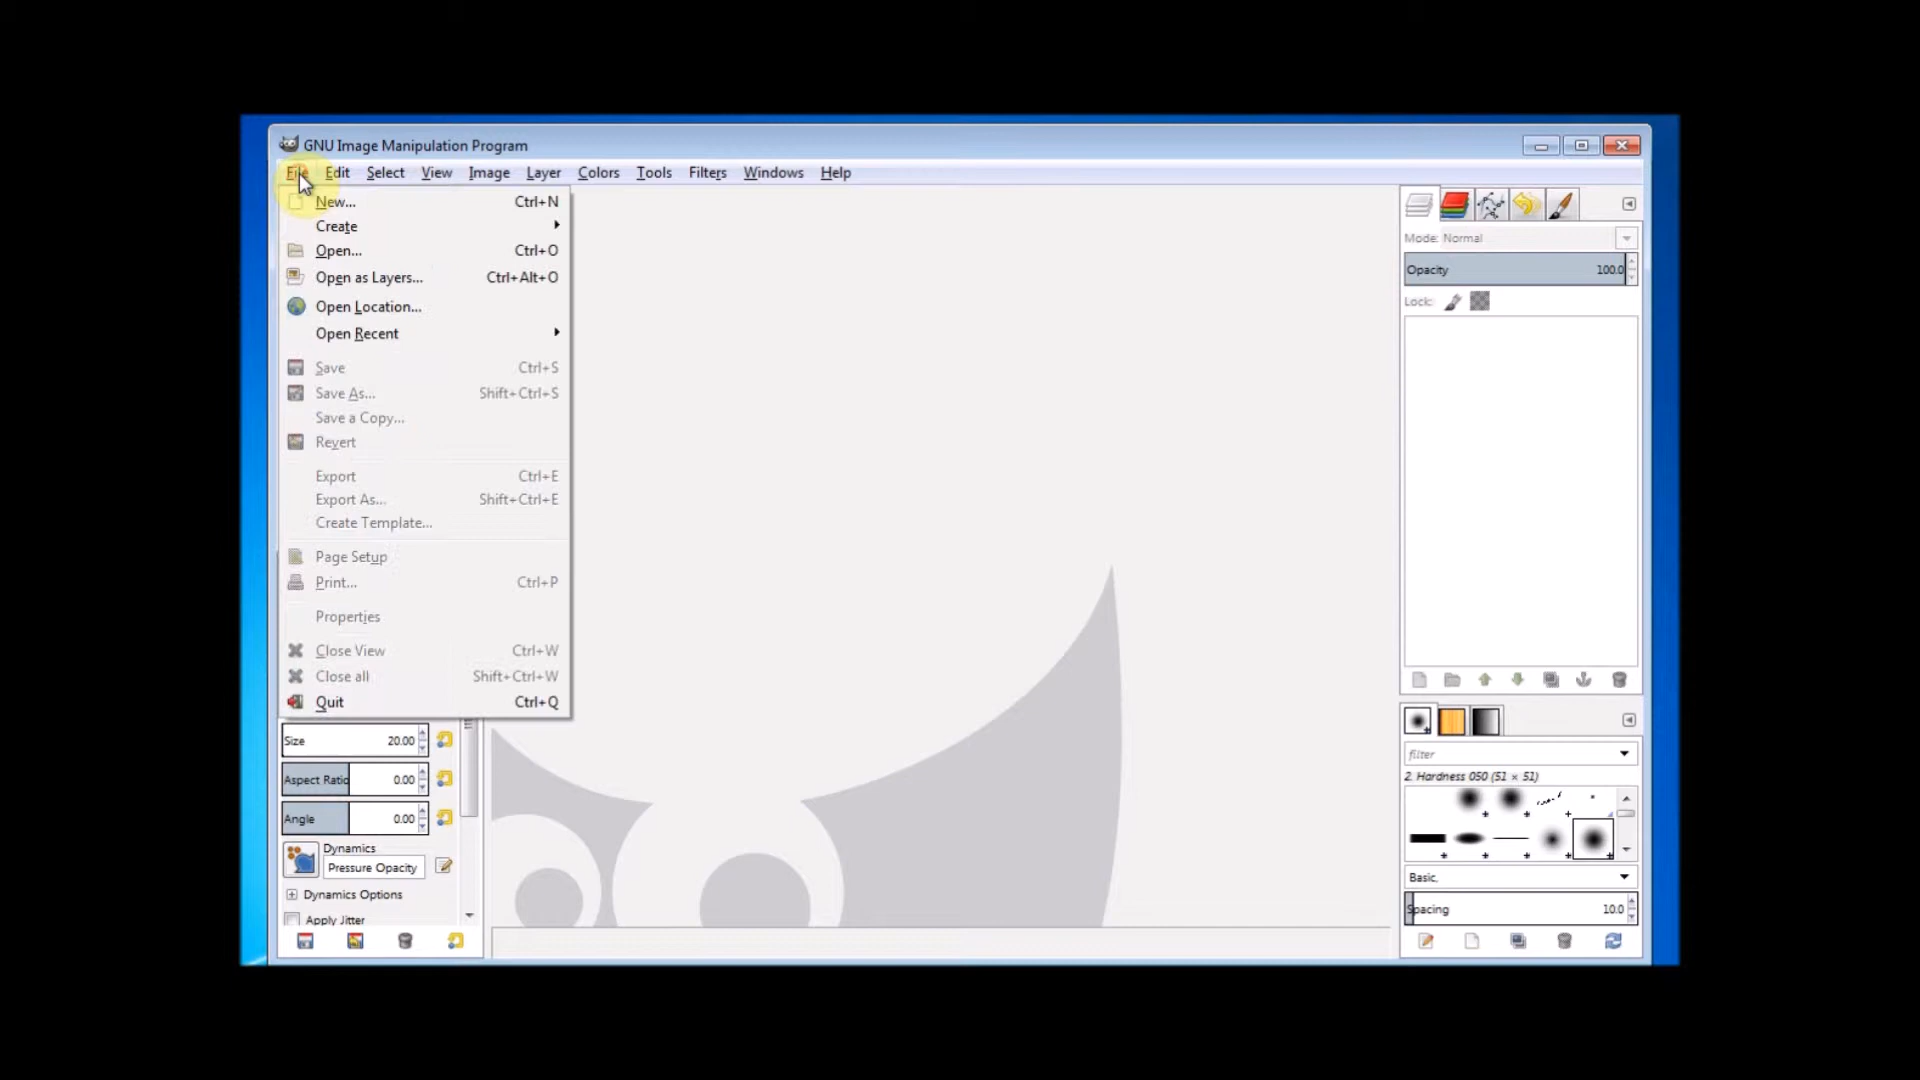 GNU Image Manipulation Program
File Edit Select View Image Layer Colors Tools Filters Windows Help
New... Ctrl+N
Create
Open... Ctrl+O
Open as Layers... Ctrl+Alt+O
Open Location...
Open Recent
Save Ctrl+S
Save As... Shift+Ctrl+S
Save a Copy...
Revert
Export Ctrl+E
Export As... Shift+Ctrl+E
Create Template...
Page Setup
Print... Ctrl+P
Properties
Close View Ctrl+W
Close all Shift+Ctrl+W
Quit Ctrl+Q
Size 20.00
Aspect Ratio 0.00
Angle 0.00
Dynamics
Pressure Opacity
Dynamics Options
Apply Jitter
Mode: Normal
Opacity 100.0
Lock:
filter
2. Hardness 050 (51 × 51)
Basic,
Spacing 10.0